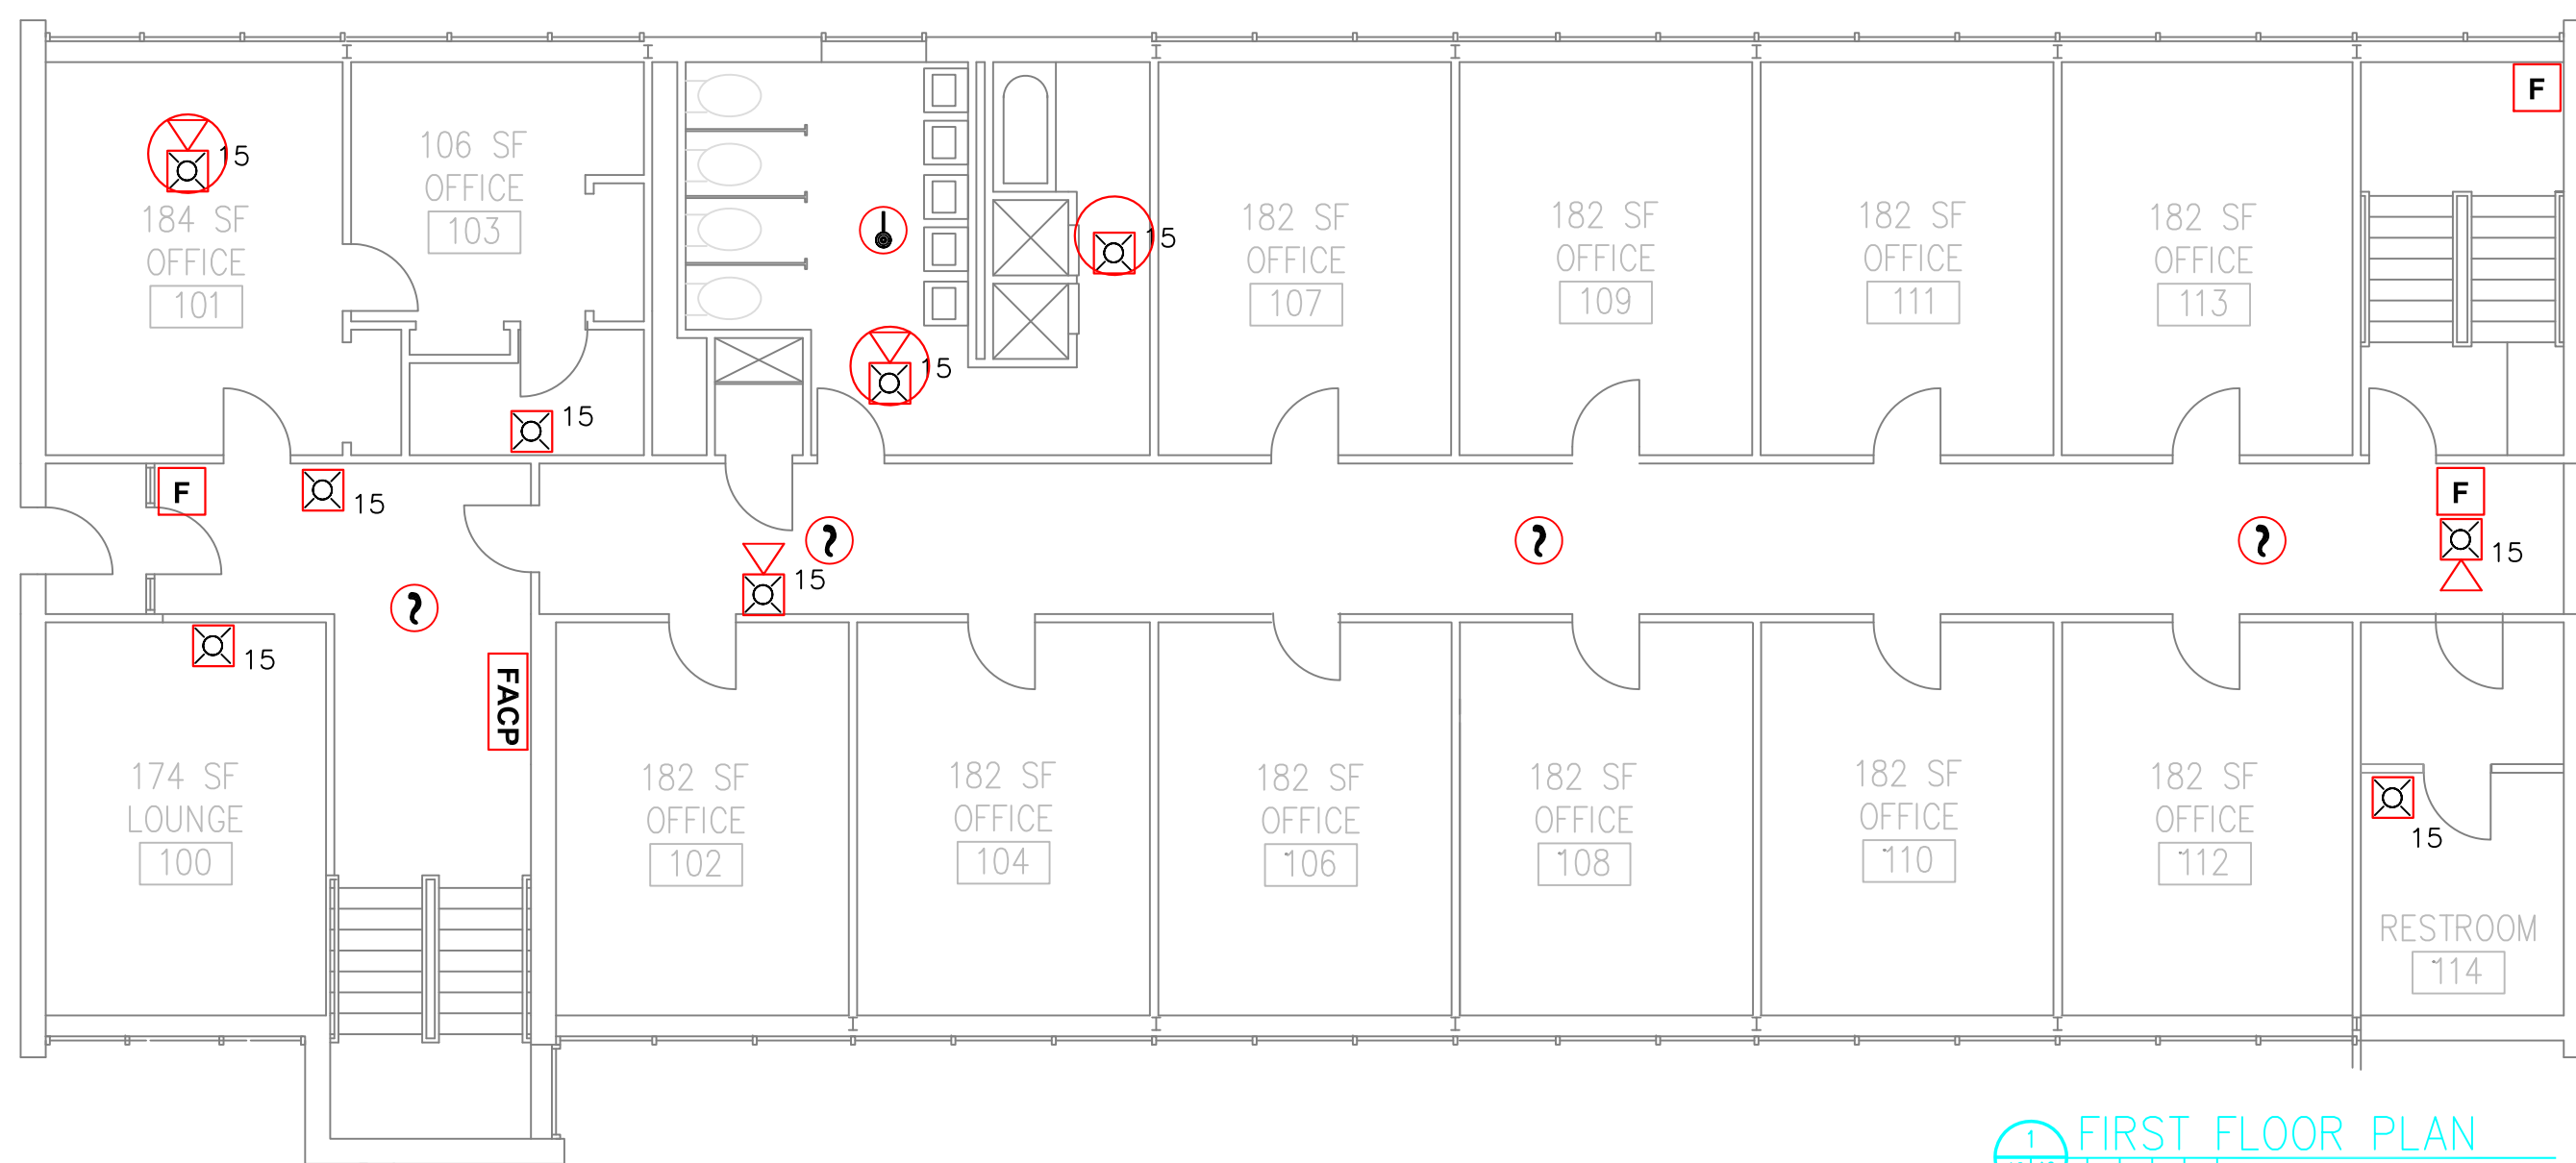 F
15
106 SF
OFFICE
103
184 SF
OFFICE
101
15
182 SF
OFFICE
107
182 SF
OFFICE
109
182 SF
OFFICE
111
182 SF
OFFICE
113
15
15
F
15
F
15
15
15
FACP
174 SF
LOUNGE
100
182 SF
OFFICE
102
182 SF
OFFICE
104
182 SF
OFFICE
106
182 SF
OFFICE
108
182 SF
OFFICE
110
182 SF
OFFICE
112
15
RESTROOM
114
1
FIRST FLOOR PLAN